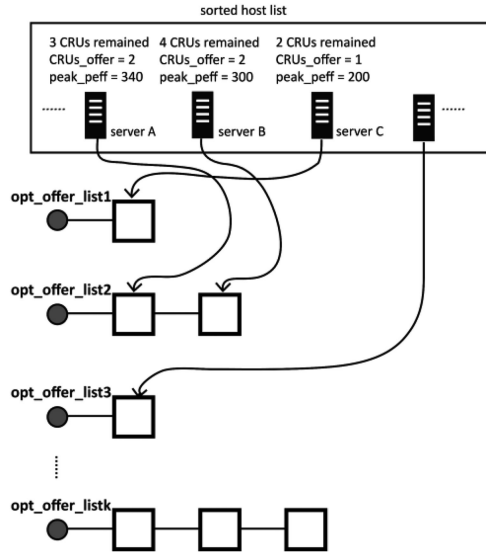 sorted host list
3 CRUs remained 4 CRUs remained 2 CRUs remained
CRUs_offer = 2 CRUs_offer = 2 CRUs_offer = 1
peak_peff = 340 peak_peff = 300 peak_peff = 200
...... ......
server A server B server C
opt_offer_list1
opt_offer_list2
opt_offer_list3
......
opt_offer_listk